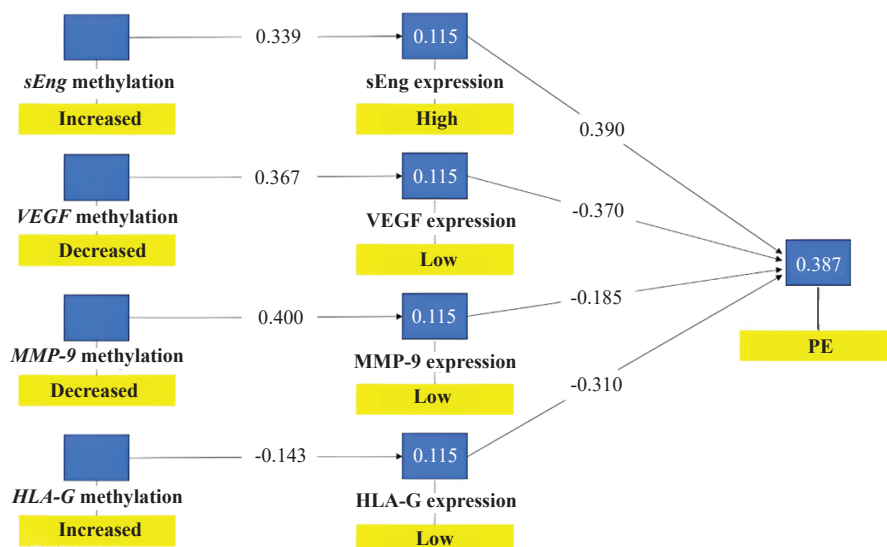 0.339
0.115
sEng methylation
sEng expression
Increased
High
0.390
0.367
0.115
VEGF methylation
VEGF expression
-0.370
Decreased
Low
0.387
0.400
0.115
-0.185
MMP-9 methylation
MMP-9 expression
PE
Decreased
Low
-0.310
-0.143
0.115
HLA-G methylation
HLA-G expression
Increased
Low